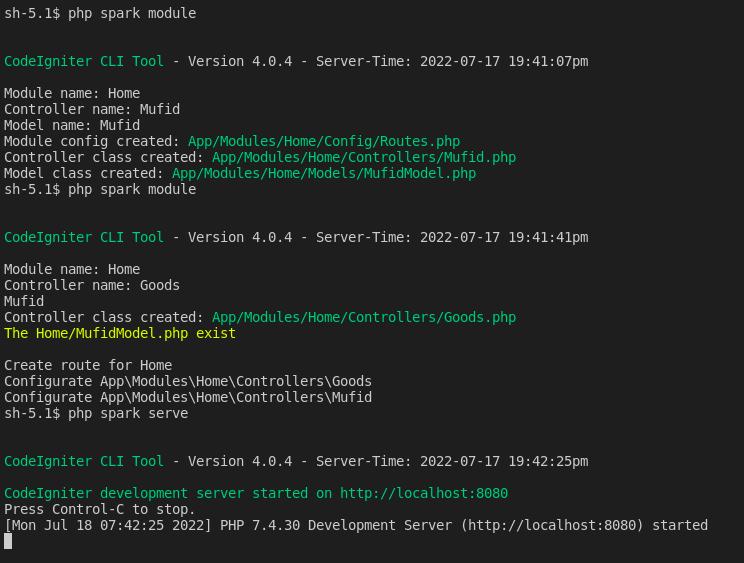 sh-5.1$ php spark module
CodeIgniter CLI Tool - Version 4.0.4 - Server-Time: 2022-07-17 19:41:07pm
Module name: Home
Controller name: Mufid
Model name: Mufid
Module config created: App/Modules/Home/Config/Routes.php
Controller class created: App/Modules/Home/Controllers/Mufid.php
Model class created: App/Modules/Home/Models/MufidModel.php
sh-5.1$ php spark module
CodeIgniter CLI Tool - Version 4.0.4 - Server-Time: 2022-07-17 19:41:41pm
Module name: Home
Controller name: Goods
Mufid
Controller class created: App/Modules/Home/Controllers/Goods.php
The Home/MufidModel.php exist
Create route for Home
Configurate App\Modules\Home\Controllers\Goods
Configurate App\Modules\Home\Controllers\Mufid
sh-5.1$ php spark serve
CodeIgniter CLI Tool - Version 4.0.4 - Server-Time: 2022-07-17 19:42:25pm
CodeIgniter development server started on http://localhost:8080
Press Control-C to stop.
[Mon Jul 18 07:42:25 2022] PHP 7.4.30 Development Server (http://localhost:8080) started